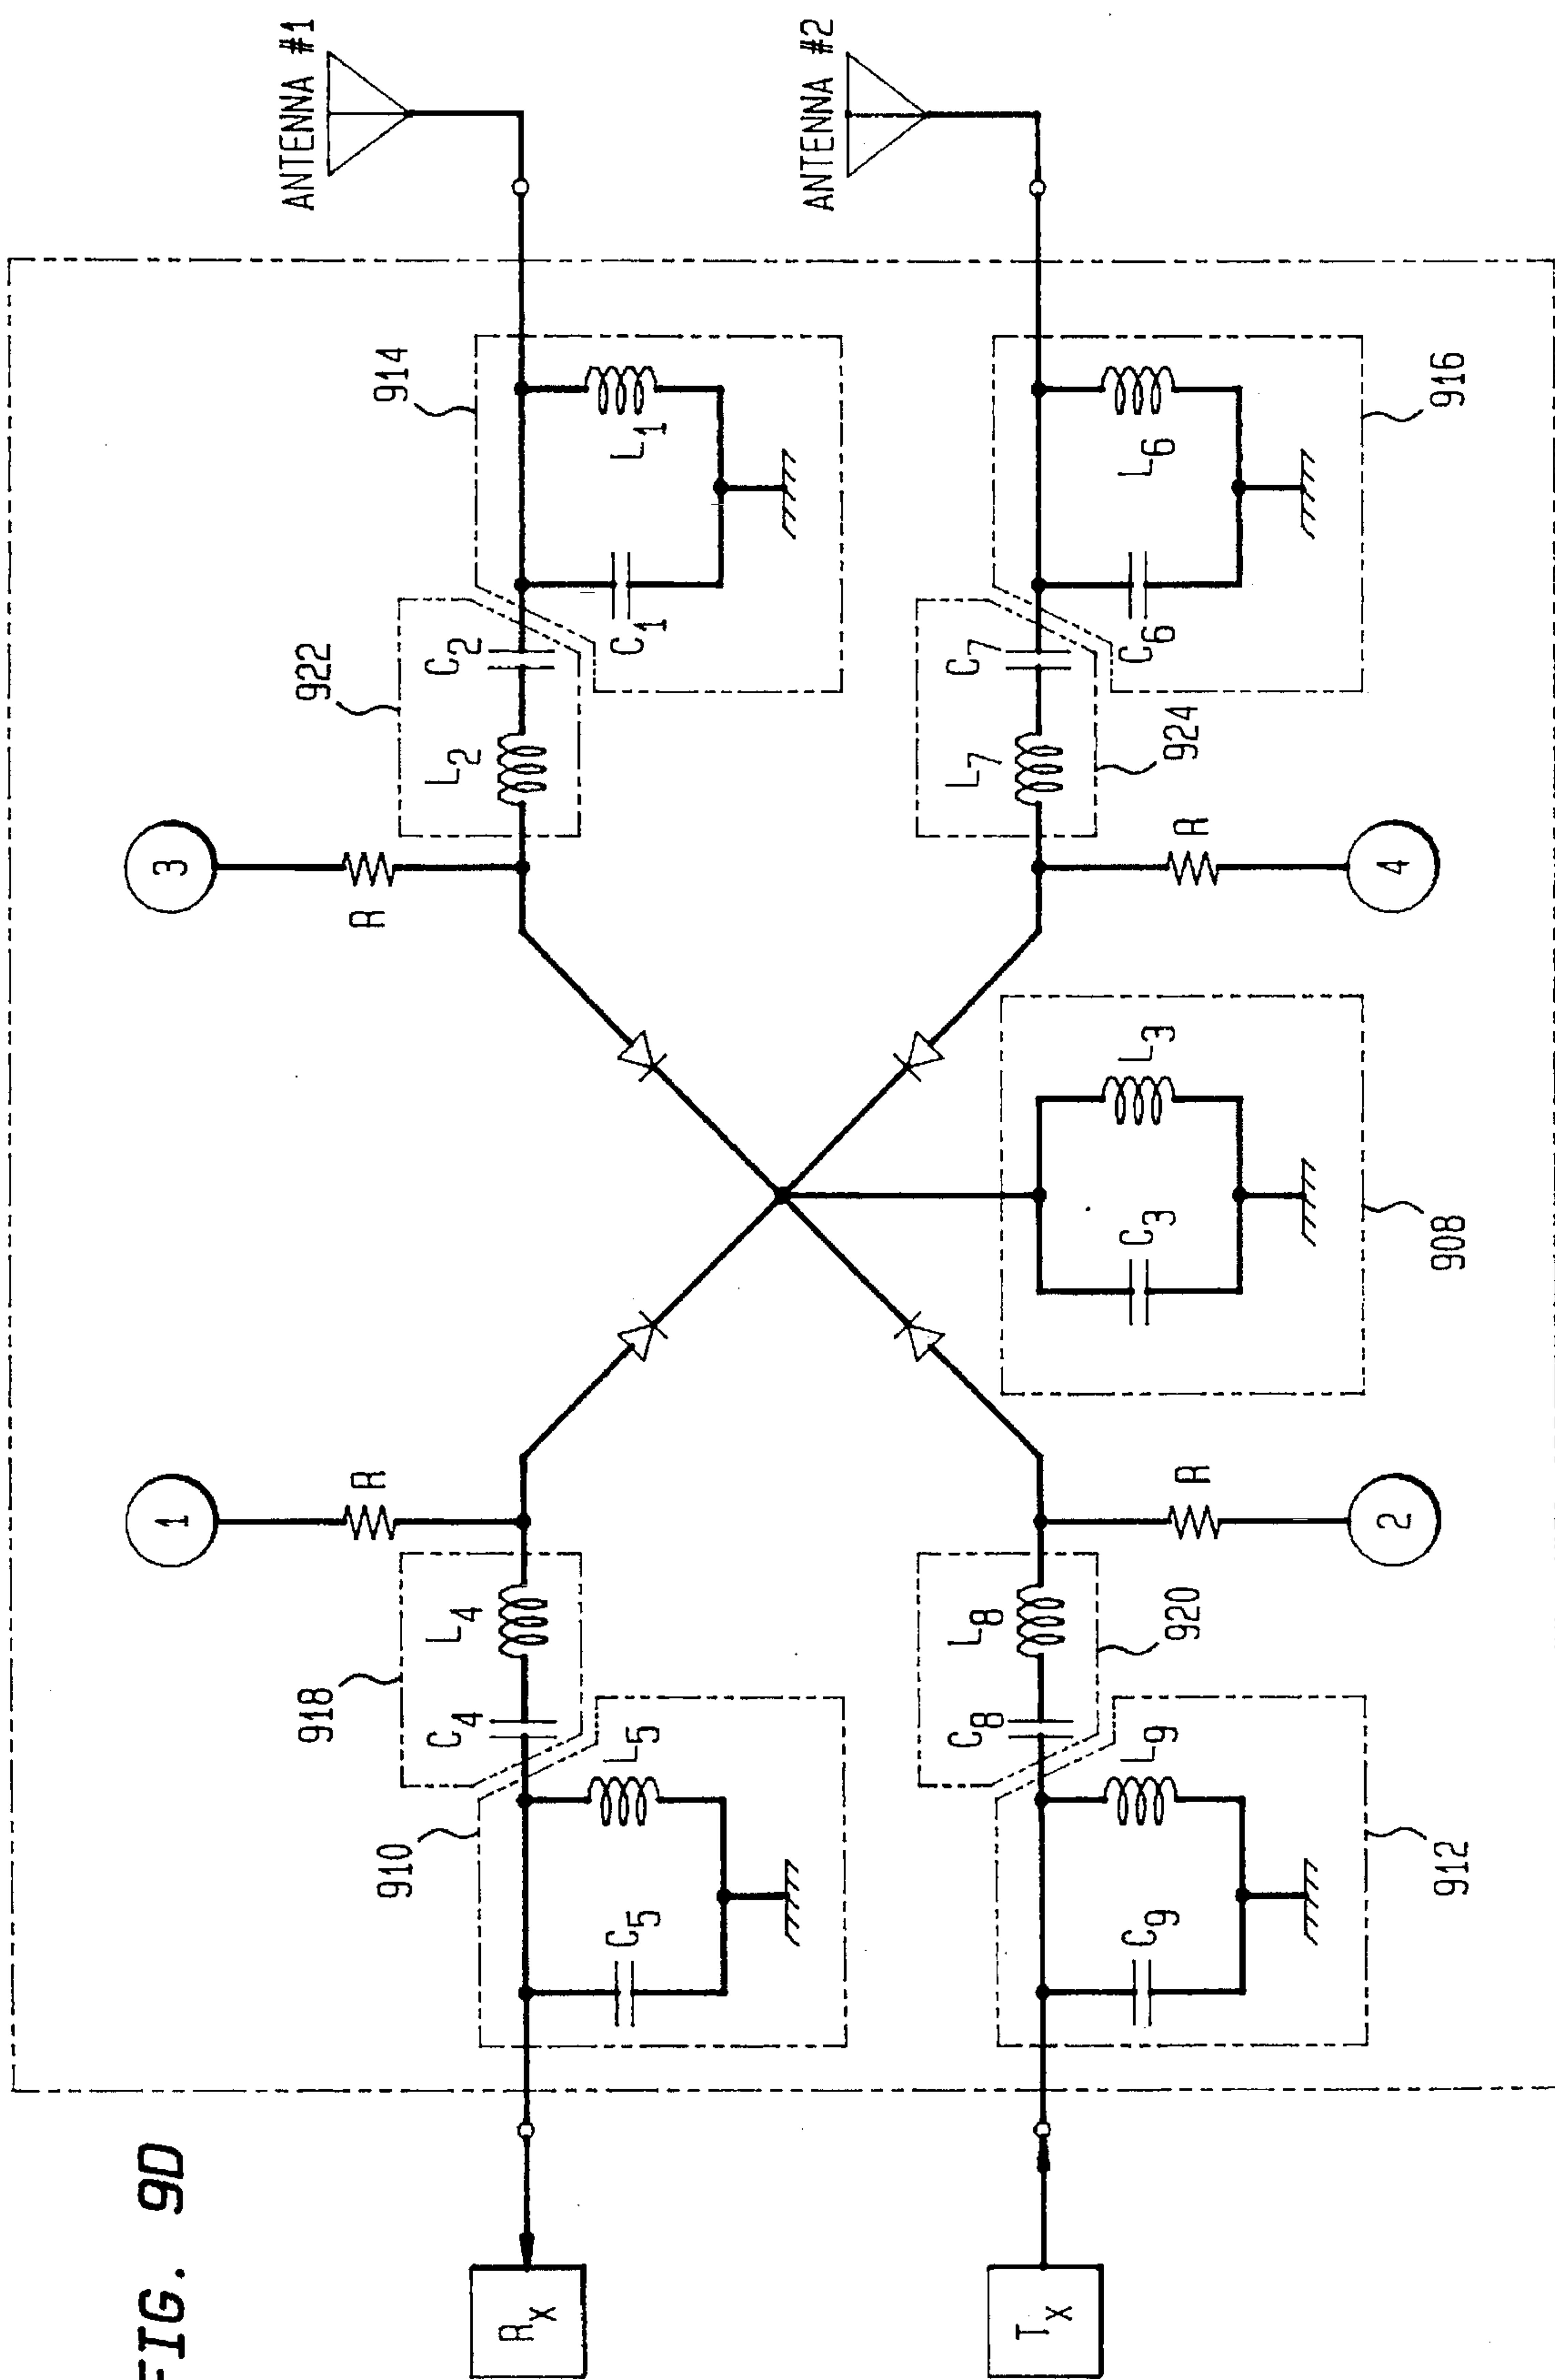 FIG. 9D
ANTENNA #1
ANTENNA #2
1
R
3
R
918
C4
L4
922
L2
C2
910
C5
L5
914
C1
L1
RX
920
C8
L8
924
L7
C7
912
C9
L9
908
C3
L3
916
C6
L6
TX
2
R
4
R